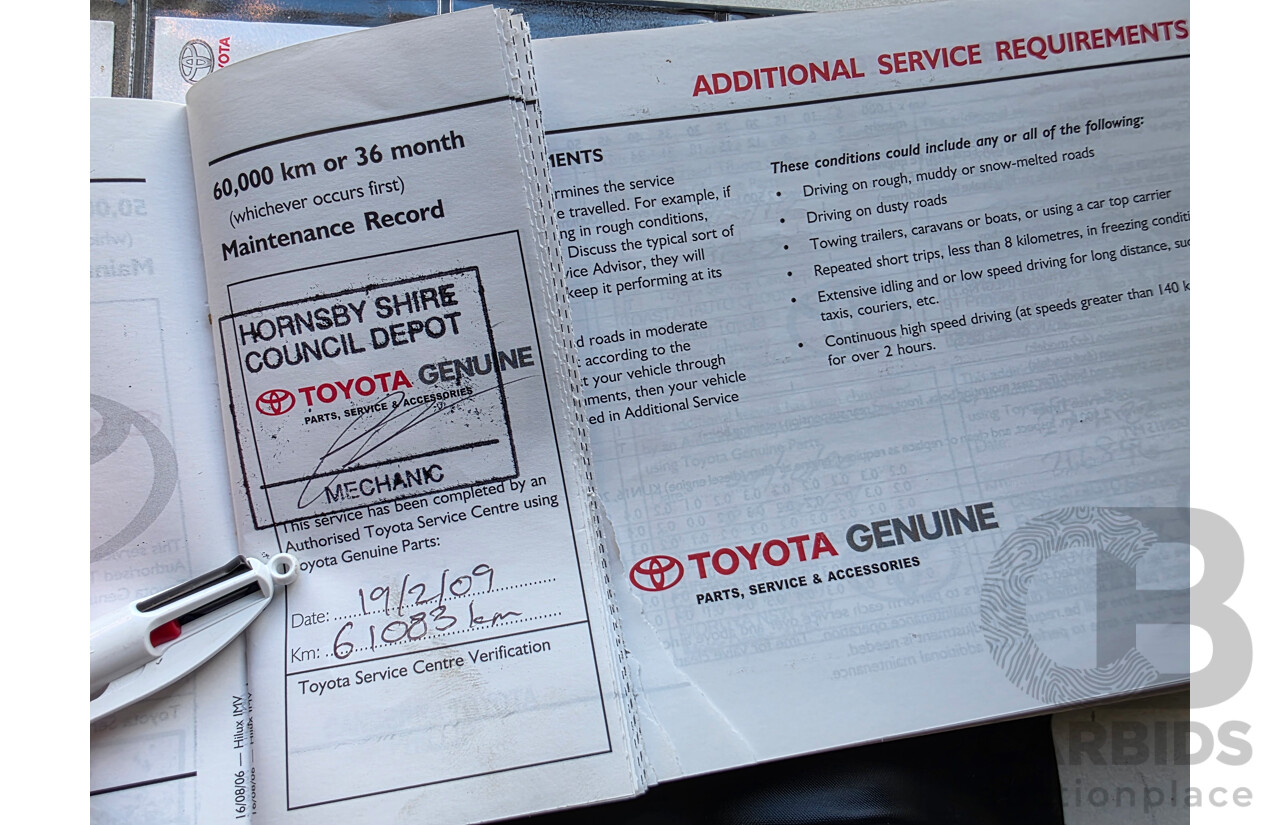 TOYOTA
60,000 km or 36 month
(whichever occurs first)
Maintenance Record
HORNSBY SHIRE
COUNCIL DEPOT
TOYOTA GENUINE
PARTS, SERVICE & ACCESSORIES
MECHANIC
This service has been completed by an
Authorised Toyota Service Centre using
Toyota Genuine Parts:
Date: 19/2/09
Km: 61083 km
Toyota Service Centre Verification
16/08/06 — Hilux IMV
16/08/06 — Hilux IMV
ADDITIONAL SERVICE REQUIREMENTS
MENTS
rmines the service
e travelled. For example, if
ng in rough conditions,
Discuss the typical sort of
vice Advisor, they will
keep it performing at its
d roads in moderate
according to the
t your vehicle through
ments, then your vehicle
ed in Additional Service
These conditions could include any or all of the following:
• Driving on rough, muddy or snow-melted roads
• Driving on dusty roads
• Towing trailers, caravans or boats, or using a car top carrier
• Repeated short trips, less than 8 kilometres, in freezing conditi
• Extensive idling and or low speed driving for long distance, suc
taxis, couriers, etc.
• Continuous high speed driving (at speeds greater than 140 k
for over 2 hours.
TOYOTA GENUINE
PARTS, SERVICE & ACCESSORIES
CB
CARBIDS
auctionplace